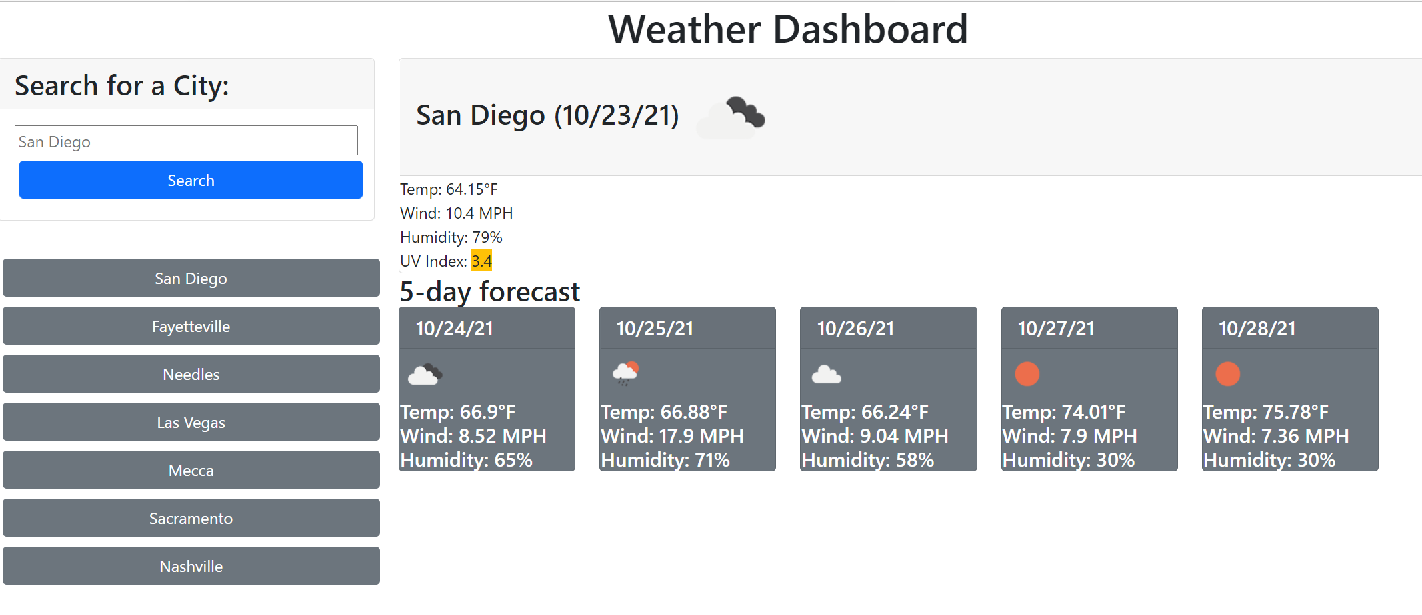 Weather Dashboard
Search for a City:
San Diego
Search
San Diego
Fayetteville
Needles
Las Vegas
Mecca
Sacramento
Nashville
San Diego (10/23/21)
Temp: 64.15°F
Wind: 10.4 MPH
Humidity: 79%
UV Index: 3.4
5-day forecast
10/24/21
Temp: 66.9°F
Wind: 8.52 MPH
Humidity: 65%
10/25/21
Temp: 66.88°F
Wind: 17.9 MPH
Humidity: 71%
10/26/21
Temp: 66.24°F
Wind: 9.04 MPH
Humidity: 58%
10/27/21
Temp: 74.01°F
Wind: 7.9 MPH
Humidity: 30%
10/28/21
Temp: 75.78°F
Wind: 7.36 MPH
Humidity: 30%